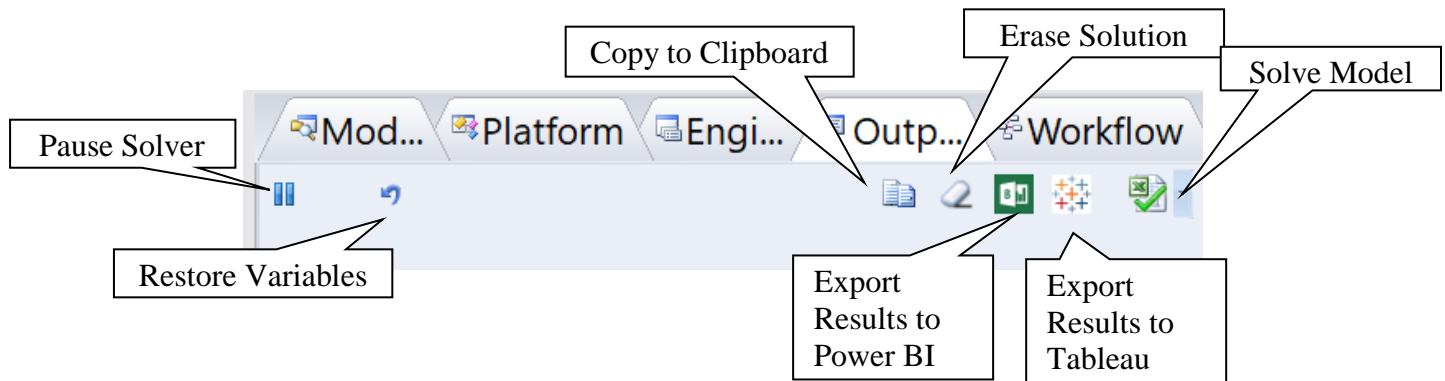 Erase Solution
Copy to Clipboard
Solve Model
Mod... Platform Engi... Outp... Workflow
Pause Solver
Restore Variables
Export
Results to
Power BI
Export
Results to
Tableau